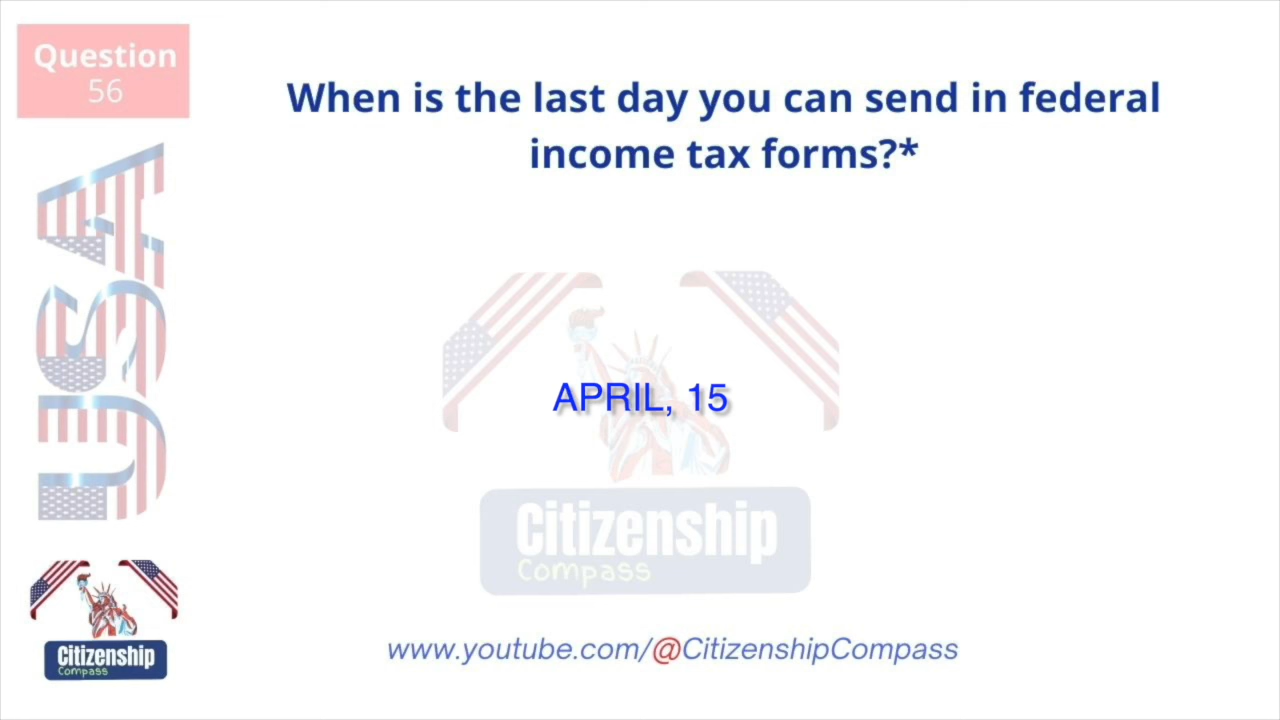 Question
56
When is the last day you can send in federal
income tax forms?*
USA
APRIL, 15
Citizenship
Compass
Citizenship
Compass
www.youtube.com/@CitizenshipCompass